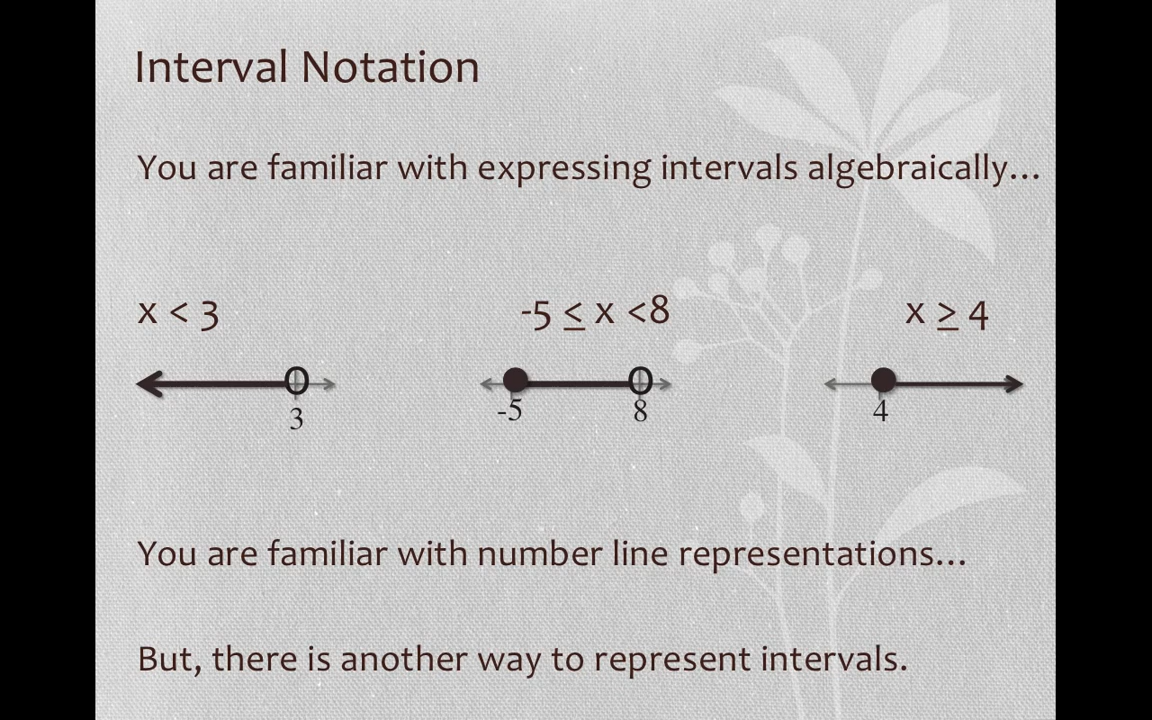 Interval Notation
You are familiar with expressing intervals algebraically...
x < 3
-5 ≤ x <8
x ≥ 4
3
-5
8
4
You are familiar with number line representations...
But, there is another way to represent intervals.